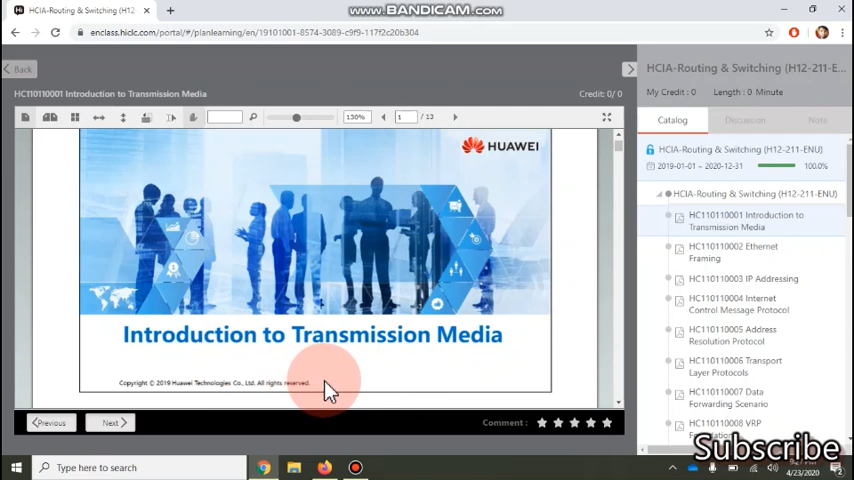 HCIA-Routing & Switching (H12
www.BANDICAM.com
enclass.hiclc.com/portal/#/planlearning/en/19101001-8574-3089-c9f9-117f2c20b304
Back
HCIA-Routing & Switching (H12-211-E...
HC110110001 Introduction to Transmission Media
Credit: 0/ 0
My Credit : 0 Length : 0 Minute
130%
1 / 13
Catalog Discussion Note
HUAWEI
HCIA-Routing & Switching (H12-211-ENU)
2019-01-01 ~ 2020-12-31 100.0%
HCIA-Routing & Switching (H12-211-ENU)
HC110110001 Introduction to
Transmission Media
HC110110002 Ethernet
Framing
HC110110003 IP Addressing
HC110110004 Internet
Control Message Protocol
HC110110005 Address
Resolution Protocol
HC110110006 Transport
Layer Protocols
HC110110007 Data
Forwarding Scenario
HC110110008 VRP
Introduction to Transmission Media
Copyright © 2019 Huawei Technologies Co., Ltd. All rights reserved.
Previous
Next
Comment :
Subscribe
Type here to search
4/23/2020